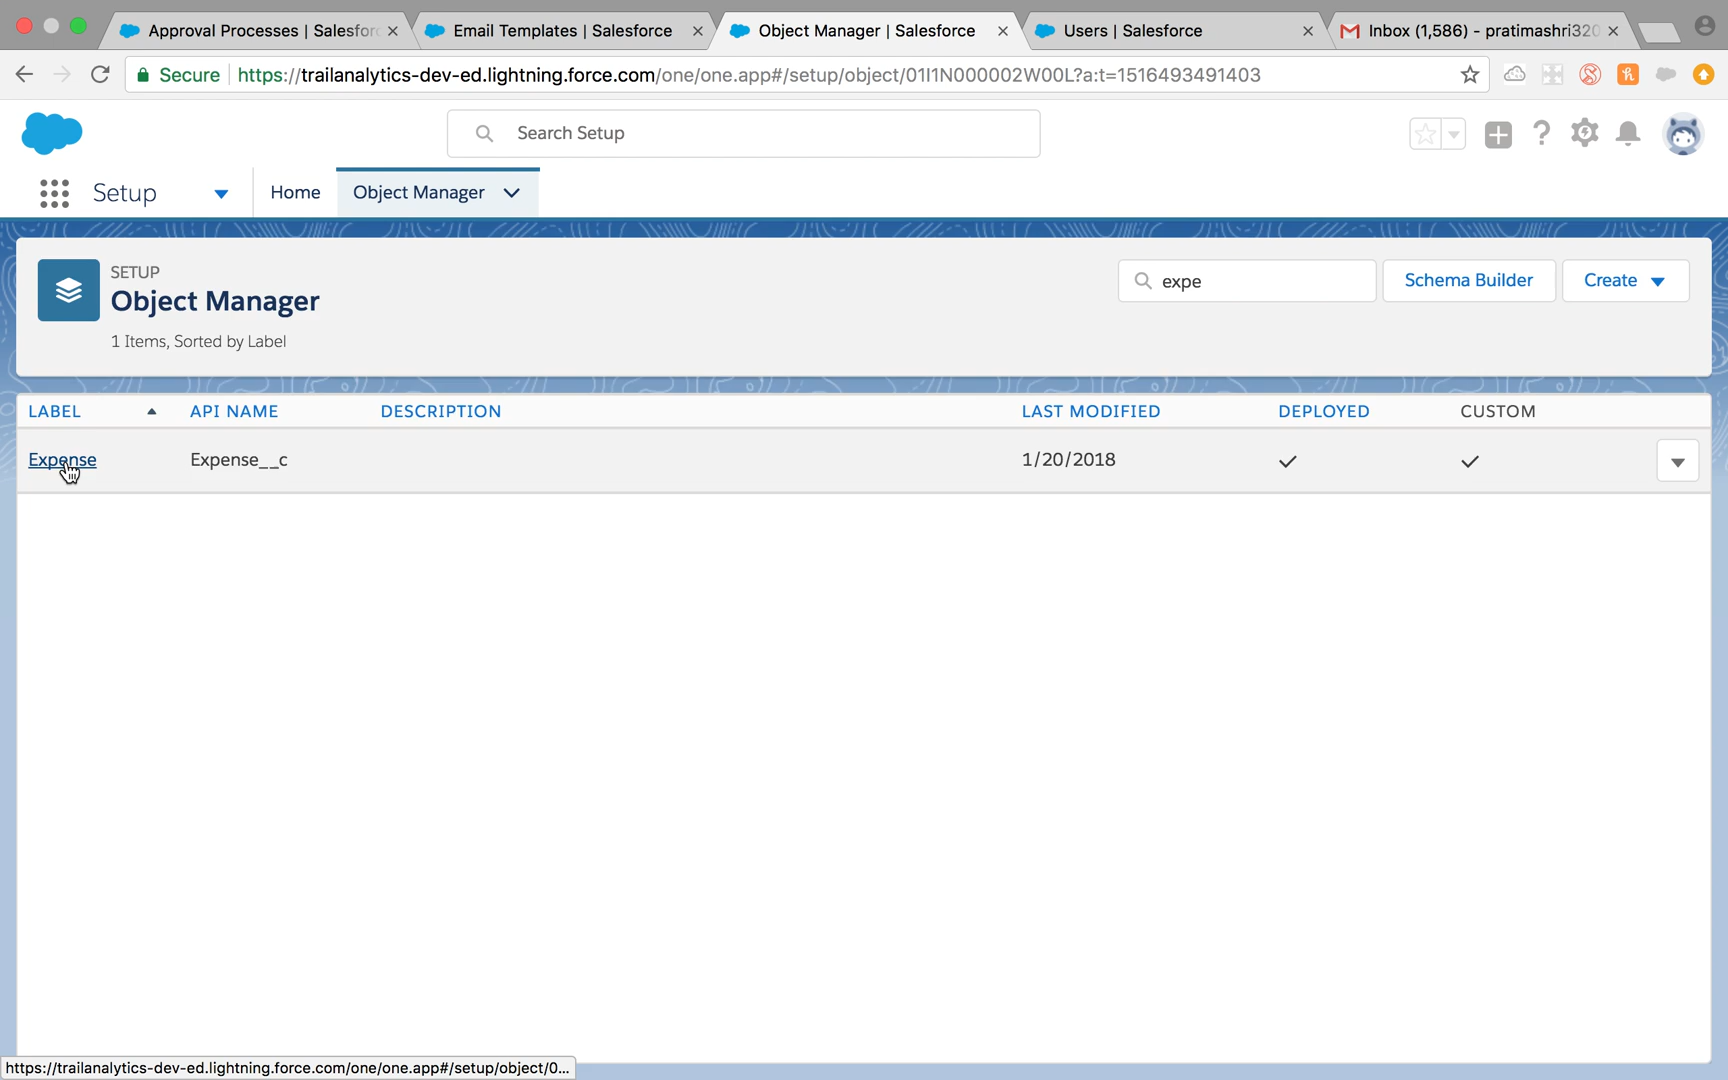 Approval Processes | Salesforc
Email Templates | Salesforce
Object Manager | Salesforce
Users | Salesforce
Inbox (1,586) - pratimashri320
Secure
https://trailanalytics-dev-ed.lightning.force.com/one/one.app#/setup/object/01I1N000002W00L?a:t=1516493491403
Search Setup
Setup
Home
Object Manager
SETUP
Object Manager
1 Items, Sorted by Label
expe
Schema Builder
Create
LABEL
API NAME
DESCRIPTION
LAST MODIFIED
DEPLOYED
CUSTOM
Expense
Expense__c
1/20/2018
https://trailanalytics-dev-ed.lightning.force.com/one/one.app#/setup/object/0...